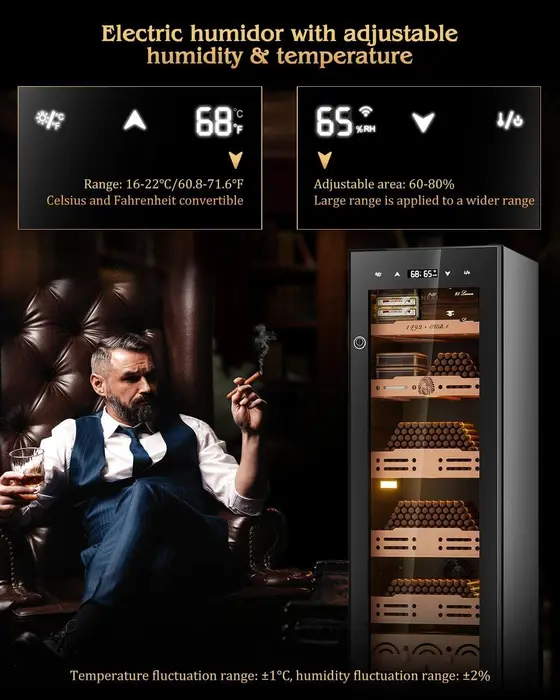 Electric humidor with adjustable
humidity & temperature
°C
°F
68 °C
°F
65 %RH
Range: 16-22°C/60.8-71.6°F
Celsius and Fahrenheit convertible
Adjustable area: 60-80%
Large range is applied to a wider range
68 65
Temperature fluctuation range: ±1°C, humidity fluctuation range: ±2%